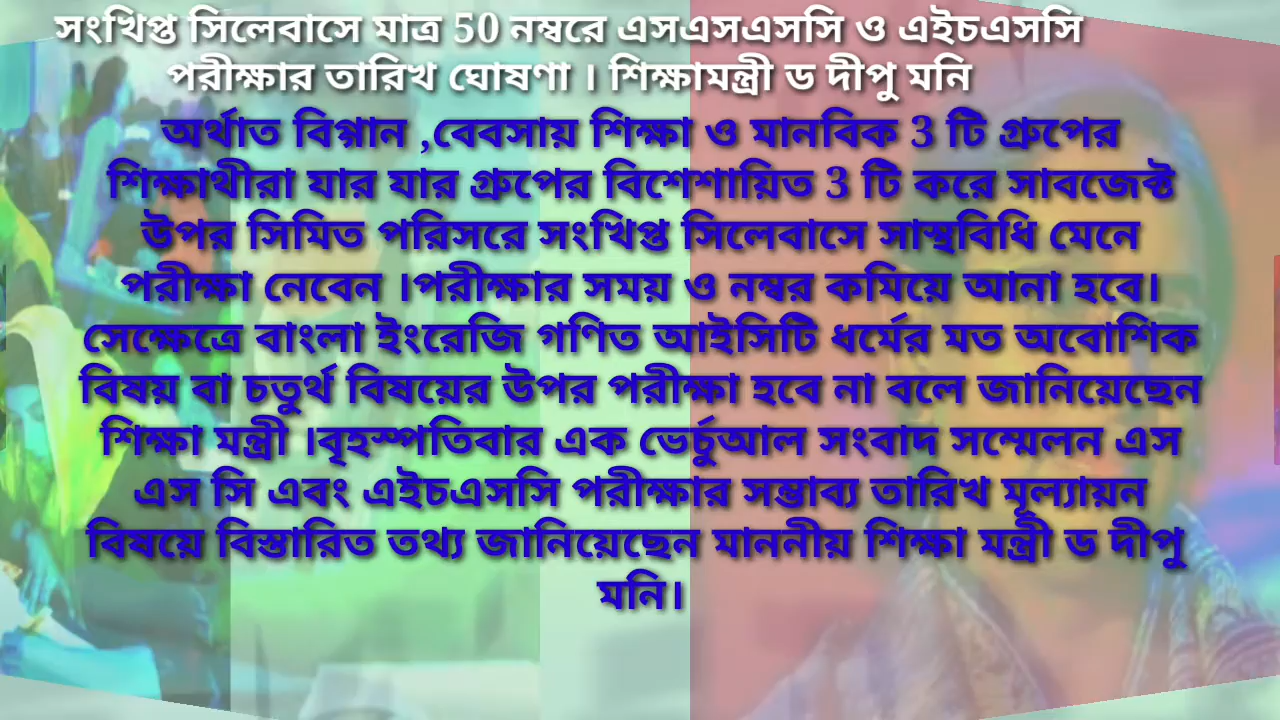 সংখিপ্ত সিলেবাসে মাত্র 50 নম্বরে এসএসএসসি ও এইচএসসি
পরীক্ষার তারিখ ঘোষণা । শিক্ষামন্ত্রী ড দীপু মনি
অর্থাত বিগ্গান ,বেবসায় শিক্ষা ও মানবিক 3 টি গ্রুপের
শিক্ষাথীরা যার যার গ্রুপের বিশেশায়িত 3 টি করে সাবজেক্ট
উপর সিমিত পরিসরে সংখিপ্ত সিলেবাসে সাস্থবিধি মেনে
পরীক্ষা নেবেন ।পরীক্ষার সময় ও নম্বর কমিয়ে আনা হবে।
সেক্ষেত্রে বাংলা ইংরেজি গণিত আইসিটি ধর্মের মত অবোশিক
বিষয় বা চতুর্থ বিষয়ের উপর পরীক্ষা হবে না বলে জানিয়েছেন
শিক্ষা মন্ত্রী ।বৃহস্পতিবার এক ভের্চুআল সংবাদ সম্মেলন এস
এস সি এবং এইচএসসি পরীক্ষার সম্ভাব্য তারিখ মূল্যায়ন
বিষয়ে বিস্তারিত তথ্য জানিয়েছেন মাননীয় শিক্ষা মন্ত্রী ড দীপু
মনি।